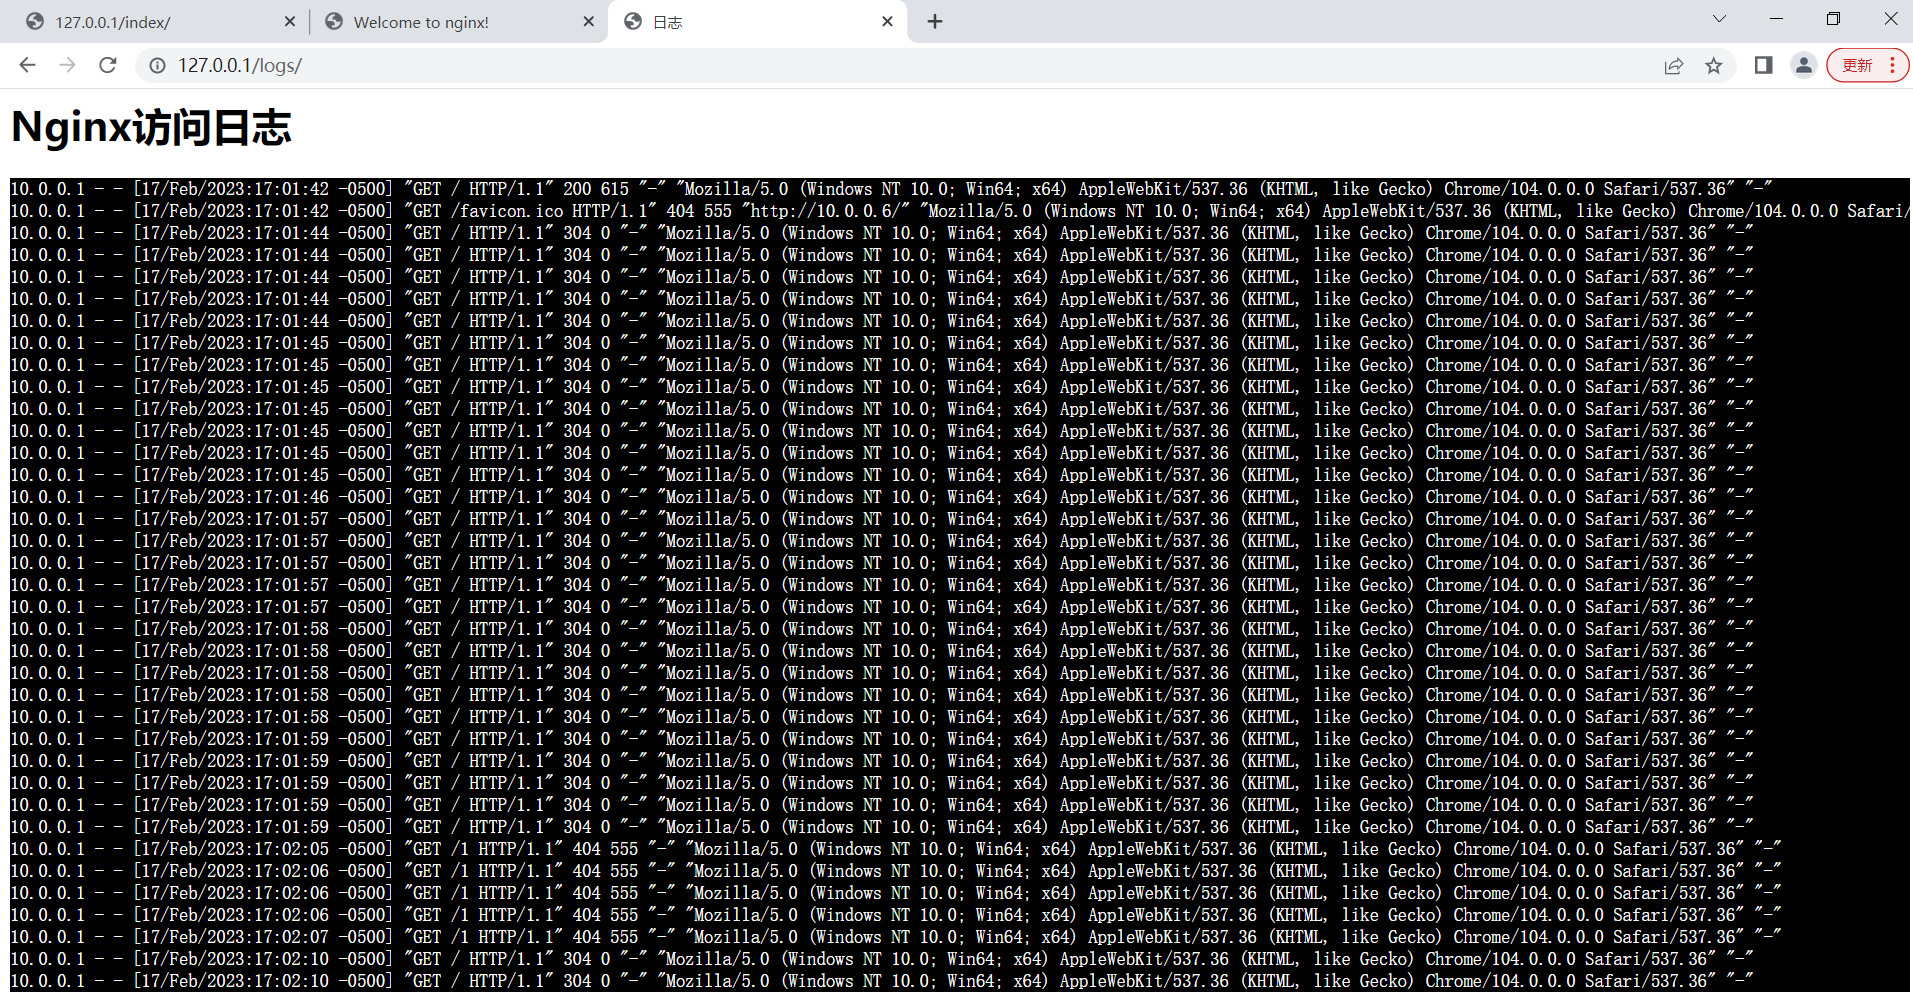 127.0.0.1/index/
Welcome to nginx!
日志
127.0.0.1/logs/
更新
Nginx访问日志
10.0.0.1 - - [17/Feb/2023:17:01:42 -0500] "GET / HTTP/1.1" 200 615 "-" "Mozilla/5.0 (Windows NT 10.0; Win64; x64) AppleWebKit/537.36 (KHTML, like Gecko) Chrome/104.0.0.0 Safari/537.36" "-"
10.0.0.1 - - [17/Feb/2023:17:01:42 -0500] "GET /favicon.ico HTTP/1.1" 404 555 "http://10.0.0.6/" "Mozilla/5.0 (Windows NT 10.0; Win64; x64) AppleWebKit/537.36 (KHTML, like Gecko) Chrome/104.0.0.0 Safari/
10.0.0.1 - - [17/Feb/2023:17:01:44 -0500] "GET / HTTP/1.1" 304 0 "-" "Mozilla/5.0 (Windows NT 10.0; Win64; x64) AppleWebKit/537.36 (KHTML, like Gecko) Chrome/104.0.0.0 Safari/537.36" "-"
10.0.0.1 - - [17/Feb/2023:17:01:44 -0500] "GET / HTTP/1.1" 304 0 "-" "Mozilla/5.0 (Windows NT 10.0; Win64; x64) AppleWebKit/537.36 (KHTML, like Gecko) Chrome/104.0.0.0 Safari/537.36" "-"
10.0.0.1 - - [17/Feb/2023:17:01:44 -0500] "GET / HTTP/1.1" 304 0 "-" "Mozilla/5.0 (Windows NT 10.0; Win64; x64) AppleWebKit/537.36 (KHTML, like Gecko) Chrome/104.0.0.0 Safari/537.36" "-"
10.0.0.1 - - [17/Feb/2023:17:01:44 -0500] "GET / HTTP/1.1" 304 0 "-" "Mozilla/5.0 (Windows NT 10.0; Win64; x64) AppleWebKit/537.36 (KHTML, like Gecko) Chrome/104.0.0.0 Safari/537.36" "-"
10.0.0.1 - - [17/Feb/2023:17:01:44 -0500] "GET / HTTP/1.1" 304 0 "-" "Mozilla/5.0 (Windows NT 10.0; Win64; x64) AppleWebKit/537.36 (KHTML, like Gecko) Chrome/104.0.0.0 Safari/537.36" "-"
10.0.0.1 - - [17/Feb/2023:17:01:45 -0500] "GET / HTTP/1.1" 304 0 "-" "Mozilla/5.0 (Windows NT 10.0; Win64; x64) AppleWebKit/537.36 (KHTML, like Gecko) Chrome/104.0.0.0 Safari/537.36" "-"
10.0.0.1 - - [17/Feb/2023:17:01:45 -0500] "GET / HTTP/1.1" 304 0 "-" "Mozilla/5.0 (Windows NT 10.0; Win64; x64) AppleWebKit/537.36 (KHTML, like Gecko) Chrome/104.0.0.0 Safari/537.36" "-"
10.0.0.1 - - [17/Feb/2023:17:01:45 -0500] "GET / HTTP/1.1" 304 0 "-" "Mozilla/5.0 (Windows NT 10.0; Win64; x64) AppleWebKit/537.36 (KHTML, like Gecko) Chrome/104.0.0.0 Safari/537.36" "-"
10.0.0.1 - - [17/Feb/2023:17:01:45 -0500] "GET / HTTP/1.1" 304 0 "-" "Mozilla/5.0 (Windows NT 10.0; Win64; x64) AppleWebKit/537.36 (KHTML, like Gecko) Chrome/104.0.0.0 Safari/537.36" "-"
10.0.0.1 - - [17/Feb/2023:17:01:45 -0500] "GET / HTTP/1.1" 304 0 "-" "Mozilla/5.0 (Windows NT 10.0; Win64; x64) AppleWebKit/537.36 (KHTML, like Gecko) Chrome/104.0.0.0 Safari/537.36" "-"
10.0.0.1 - - [17/Feb/2023:17:01:45 -0500] "GET / HTTP/1.1" 304 0 "-" "Mozilla/5.0 (Windows NT 10.0; Win64; x64) AppleWebKit/537.36 (KHTML, like Gecko) Chrome/104.0.0.0 Safari/537.36" "-"
10.0.0.1 - - [17/Feb/2023:17:01:45 -0500] "GET / HTTP/1.1" 304 0 "-" "Mozilla/5.0 (Windows NT 10.0; Win64; x64) AppleWebKit/537.36 (KHTML, like Gecko) Chrome/104.0.0.0 Safari/537.36" "-"
10.0.0.1 - - [17/Feb/2023:17:01:46 -0500] "GET / HTTP/1.1" 304 0 "-" "Mozilla/5.0 (Windows NT 10.0; Win64; x64) AppleWebKit/537.36 (KHTML, like Gecko) Chrome/104.0.0.0 Safari/537.36" "-"
10.0.0.1 - - [17/Feb/2023:17:01:57 -0500] "GET / HTTP/1.1" 304 0 "-" "Mozilla/5.0 (Windows NT 10.0; Win64; x64) AppleWebKit/537.36 (KHTML, like Gecko) Chrome/104.0.0.0 Safari/537.36" "-"
10.0.0.1 - - [17/Feb/2023:17:01:57 -0500] "GET / HTTP/1.1" 304 0 "-" "Mozilla/5.0 (Windows NT 10.0; Win64; x64) AppleWebKit/537.36 (KHTML, like Gecko) Chrome/104.0.0.0 Safari/537.36" "-"
10.0.0.1 - - [17/Feb/2023:17:01:57 -0500] "GET / HTTP/1.1" 304 0 "-" "Mozilla/5.0 (Windows NT 10.0; Win64; x64) AppleWebKit/537.36 (KHTML, like Gecko) Chrome/104.0.0.0 Safari/537.36" "-"
10.0.0.1 - - [17/Feb/2023:17:01:57 -0500] "GET / HTTP/1.1" 304 0 "-" "Mozilla/5.0 (Windows NT 10.0; Win64; x64) AppleWebKit/537.36 (KHTML, like Gecko) Chrome/104.0.0.0 Safari/537.36" "-"
10.0.0.1 - - [17/Feb/2023:17:01:57 -0500] "GET / HTTP/1.1" 304 0 "-" "Mozilla/5.0 (Windows NT 10.0; Win64; x64) AppleWebKit/537.36 (KHTML, like Gecko) Chrome/104.0.0.0 Safari/537.36" "-"
10.0.0.1 - - [17/Feb/2023:17:01:58 -0500] "GET / HTTP/1.1" 304 0 "-" "Mozilla/5.0 (Windows NT 10.0; Win64; x64) AppleWebKit/537.36 (KHTML, like Gecko) Chrome/104.0.0.0 Safari/537.36" "-"
10.0.0.1 - - [17/Feb/2023:17:01:58 -0500] "GET / HTTP/1.1" 304 0 "-" "Mozilla/5.0 (Windows NT 10.0; Win64; x64) AppleWebKit/537.36 (KHTML, like Gecko) Chrome/104.0.0.0 Safari/537.36" "-"
10.0.0.1 - - [17/Feb/2023:17:01:58 -0500] "GET / HTTP/1.1" 304 0 "-" "Mozilla/5.0 (Windows NT 10.0; Win64; x64) AppleWebKit/537.36 (KHTML, like Gecko) Chrome/104.0.0.0 Safari/537.36" "-"
10.0.0.1 - - [17/Feb/2023:17:01:58 -0500] "GET / HTTP/1.1" 304 0 "-" "Mozilla/5.0 (Windows NT 10.0; Win64; x64) AppleWebKit/537.36 (KHTML, like Gecko) Chrome/104.0.0.0 Safari/537.36" "-"
10.0.0.1 - - [17/Feb/2023:17:01:58 -0500] "GET / HTTP/1.1" 304 0 "-" "Mozilla/5.0 (Windows NT 10.0; Win64; x64) AppleWebKit/537.36 (KHTML, like Gecko) Chrome/104.0.0.0 Safari/537.36" "-"
10.0.0.1 - - [17/Feb/2023:17:01:59 -0500] "GET / HTTP/1.1" 304 0 "-" "Mozilla/5.0 (Windows NT 10.0; Win64; x64) AppleWebKit/537.36 (KHTML, like Gecko) Chrome/104.0.0.0 Safari/537.36" "-"
10.0.0.1 - - [17/Feb/2023:17:01:59 -0500] "GET / HTTP/1.1" 304 0 "-" "Mozilla/5.0 (Windows NT 10.0; Win64; x64) AppleWebKit/537.36 (KHTML, like Gecko) Chrome/104.0.0.0 Safari/537.36" "-"
10.0.0.1 - - [17/Feb/2023:17:01:59 -0500] "GET / HTTP/1.1" 304 0 "-" "Mozilla/5.0 (Windows NT 10.0; Win64; x64) AppleWebKit/537.36 (KHTML, like Gecko) Chrome/104.0.0.0 Safari/537.36" "-"
10.0.0.1 - - [17/Feb/2023:17:01:59 -0500] "GET / HTTP/1.1" 304 0 "-" "Mozilla/5.0 (Windows NT 10.0; Win64; x64) AppleWebKit/537.36 (KHTML, like Gecko) Chrome/104.0.0.0 Safari/537.36" "-"
10.0.0.1 - - [17/Feb/2023:17:01:59 -0500] "GET / HTTP/1.1" 304 0 "-" "Mozilla/5.0 (Windows NT 10.0; Win64; x64) AppleWebKit/537.36 (KHTML, like Gecko) Chrome/104.0.0.0 Safari/537.36" "-"
10.0.0.1 - - [17/Feb/2023:17:02:05 -0500] "GET /1 HTTP/1.1" 404 555 "-" "Mozilla/5.0 (Windows NT 10.0; Win64; x64) AppleWebKit/537.36 (KHTML, like Gecko) Chrome/104.0.0.0 Safari/537.36" "-"
10.0.0.1 - - [17/Feb/2023:17:02:06 -0500] "GET /1 HTTP/1.1" 404 555 "-" "Mozilla/5.0 (Windows NT 10.0; Win64; x64) AppleWebKit/537.36 (KHTML, like Gecko) Chrome/104.0.0.0 Safari/537.36" "-"
10.0.0.1 - - [17/Feb/2023:17:02:06 -0500] "GET /1 HTTP/1.1" 404 555 "-" "Mozilla/5.0 (Windows NT 10.0; Win64; x64) AppleWebKit/537.36 (KHTML, like Gecko) Chrome/104.0.0.0 Safari/537.36" "-"
10.0.0.1 - - [17/Feb/2023:17:02:06 -0500] "GET /1 HTTP/1.1" 404 555 "-" "Mozilla/5.0 (Windows NT 10.0; Win64; x64) AppleWebKit/537.36 (KHTML, like Gecko) Chrome/104.0.0.0 Safari/537.36" "-"
10.0.0.1 - - [17/Feb/2023:17:02:07 -0500] "GET /1 HTTP/1.1" 404 555 "-" "Mozilla/5.0 (Windows NT 10.0; Win64; x64) AppleWebKit/537.36 (KHTML, like Gecko) Chrome/104.0.0.0 Safari/537.36" "-"
10.0.0.1 - - [17/Feb/2023:17:02:10 -0500] "GET / HTTP/1.1" 304 0 "-" "Mozilla/5.0 (Windows NT 10.0; Win64; x64) AppleWebKit/537.36 (KHTML, like Gecko) Chrome/104.0.0.0 Safari/537.36" "-"
10.0.0.1 - - [17/Feb/2023:17:02:10 -0500] "GET / HTTP/1.1" 304 0 "-" "Mozilla/5.0 (Windows NT 10.0; Win64; x64) AppleWebKit/537.36 (KHTML, like Gecko) Chrome/104.0.0.0 Safari/537.36" "-"